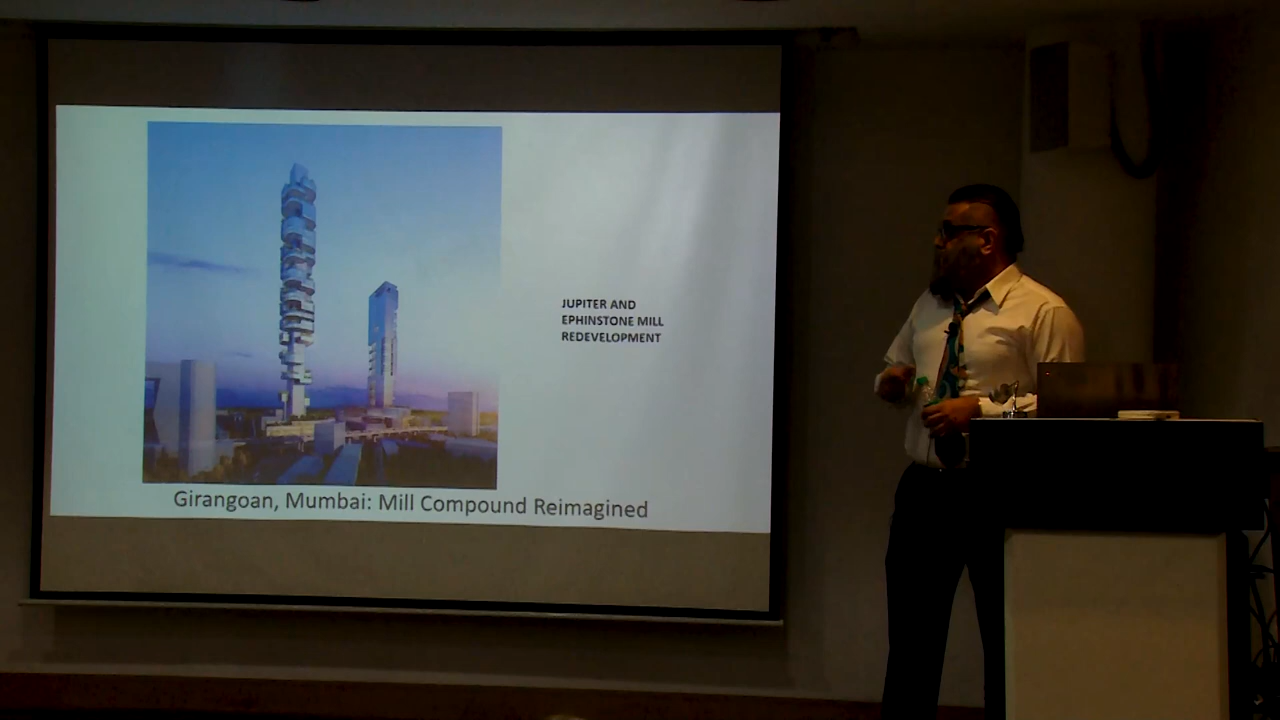 JUPITER AND
EPHINSTONE MILL
REDEVELOPMENT
Girangoan, Mumbai: Mill Compound Reimagined